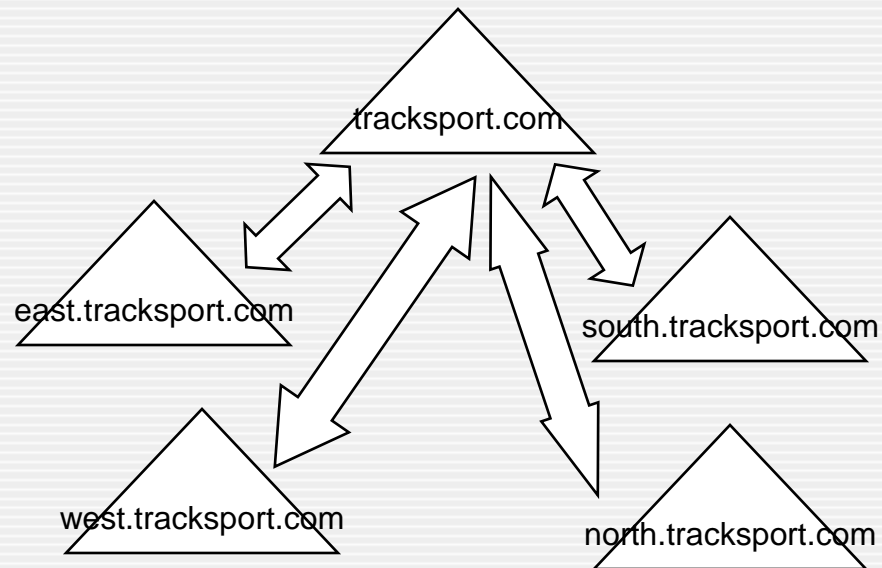 tracksport.com
east.tracksport.com
south.tracksport.com
west.tracksport.com
north.tracksport.com